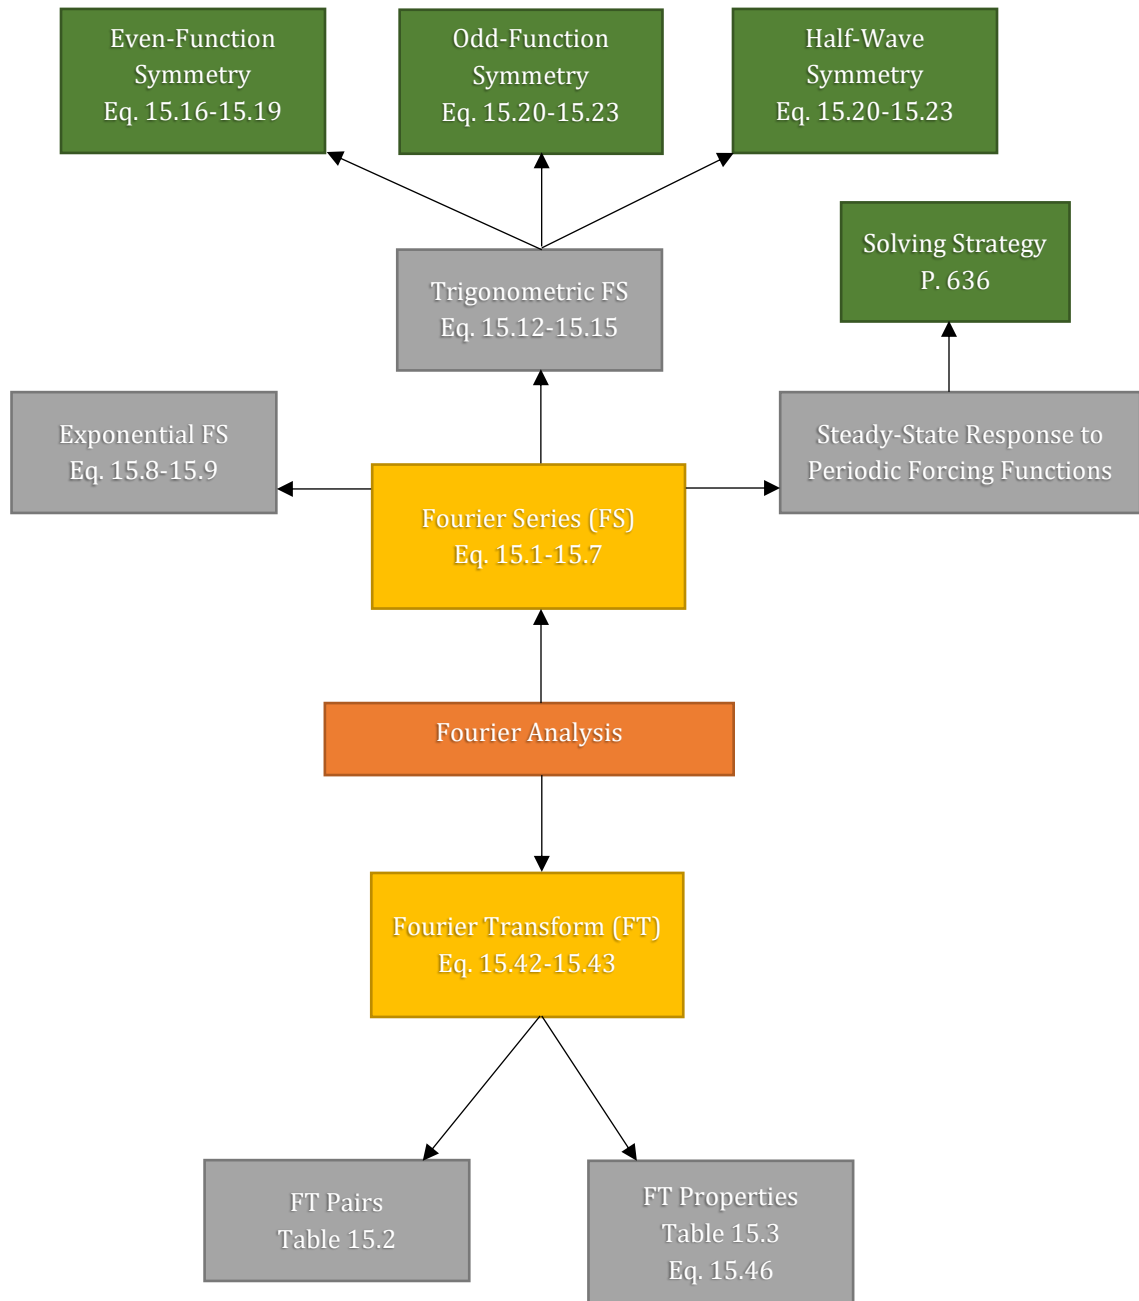 Even-Function
Symmetry
Eq. 15.16-15.19
Odd-Function
Symmetry
Eq. 15.20-15.23
Half-Wave
Symmetry
Eq. 15.20-15.23
Solving Strategy
P. 636
Trigonometric FS
Eq. 15.12-15.15
Exponential FS
Eq. 15.8-15.9
Steady-State Response to
Periodic Forcing Functions
Fourier Series (FS)
Eq. 15.1-15.7
Fourier Analysis
Fourier Transform (FT)
Eq. 15.42-15.43
FT Pairs
Table 15.2
FT Properties
Table 15.3
Eq. 15.46